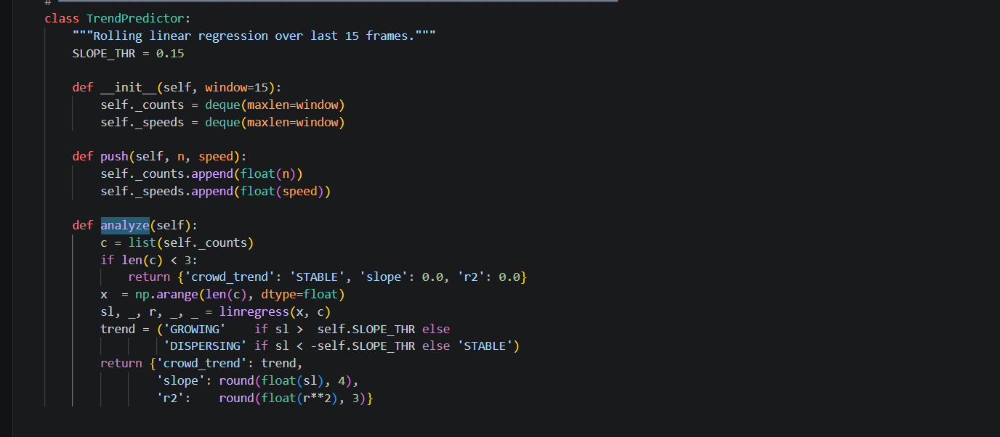 # ════════════════════════════════════════════════════════════════════════════════
class TrendPredictor:
    """Rolling linear regression over last 15 frames."""
    SLOPE_THR = 0.15

    def __init__(self, window=15):
        self._counts = deque(maxlen=window)
        self._speeds = deque(maxlen=window)

    def push(self, n, speed):
        self._counts.append(float(n))
        self._speeds.append(float(speed))

    def analyze(self):
        c = list(self._counts)
        if len(c) < 3:
            return {'crowd_trend': 'STABLE', 'slope': 0.0, 'r2': 0.0}
        x  = np.arange(len(c), dtype=float)
        sl, _, r, _, _ = linregress(x, c)
        trend = ('GROWING'    if sl >  self.SLOPE_THR else
                 'DISPERSING' if sl < -self.SLOPE_THR else 'STABLE')
        return {'crowd_trend': trend,
                'slope': round(float(sl), 4),
                'r2':    round(float(r**2), 3)}